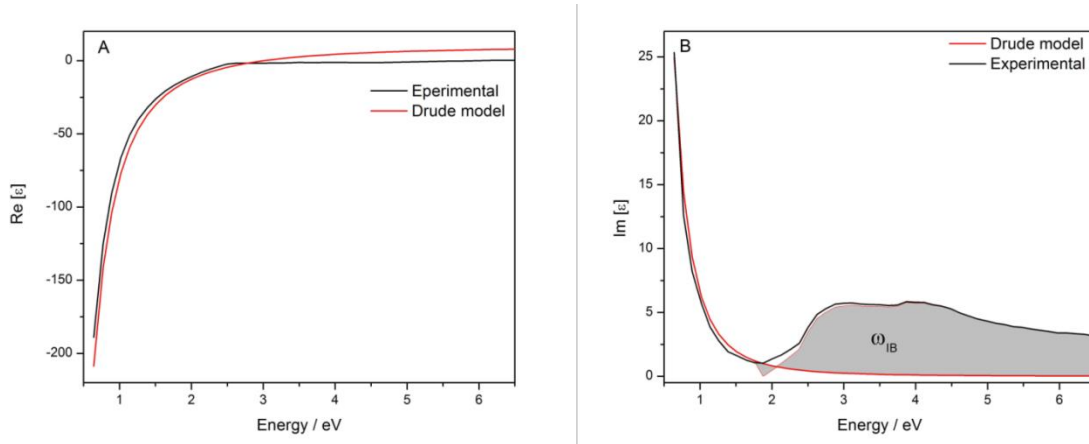 A
0
-50
-100
-150
-200
1 2 3 4 5 6
Re [ε]
Energy / eV
Eperimental
Drude model
B
25
20
15
10
5
0
1 2 3 4 5 6
Im [ε]
Energy / eV
Drude model
Experimental
ω_IB